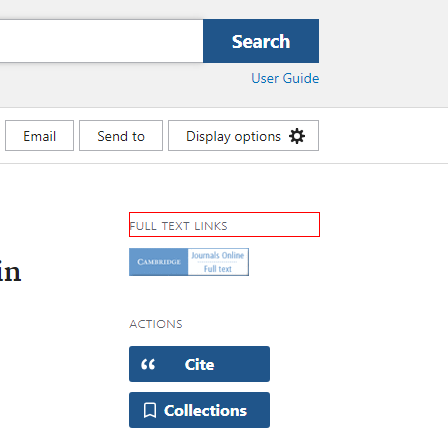 Search
User Guide
Email
Send to
Display options
FULL TEXT LINKS
CAMBRIDGE
Journals Online
Full text
in
ACTIONS
Cite
Collections